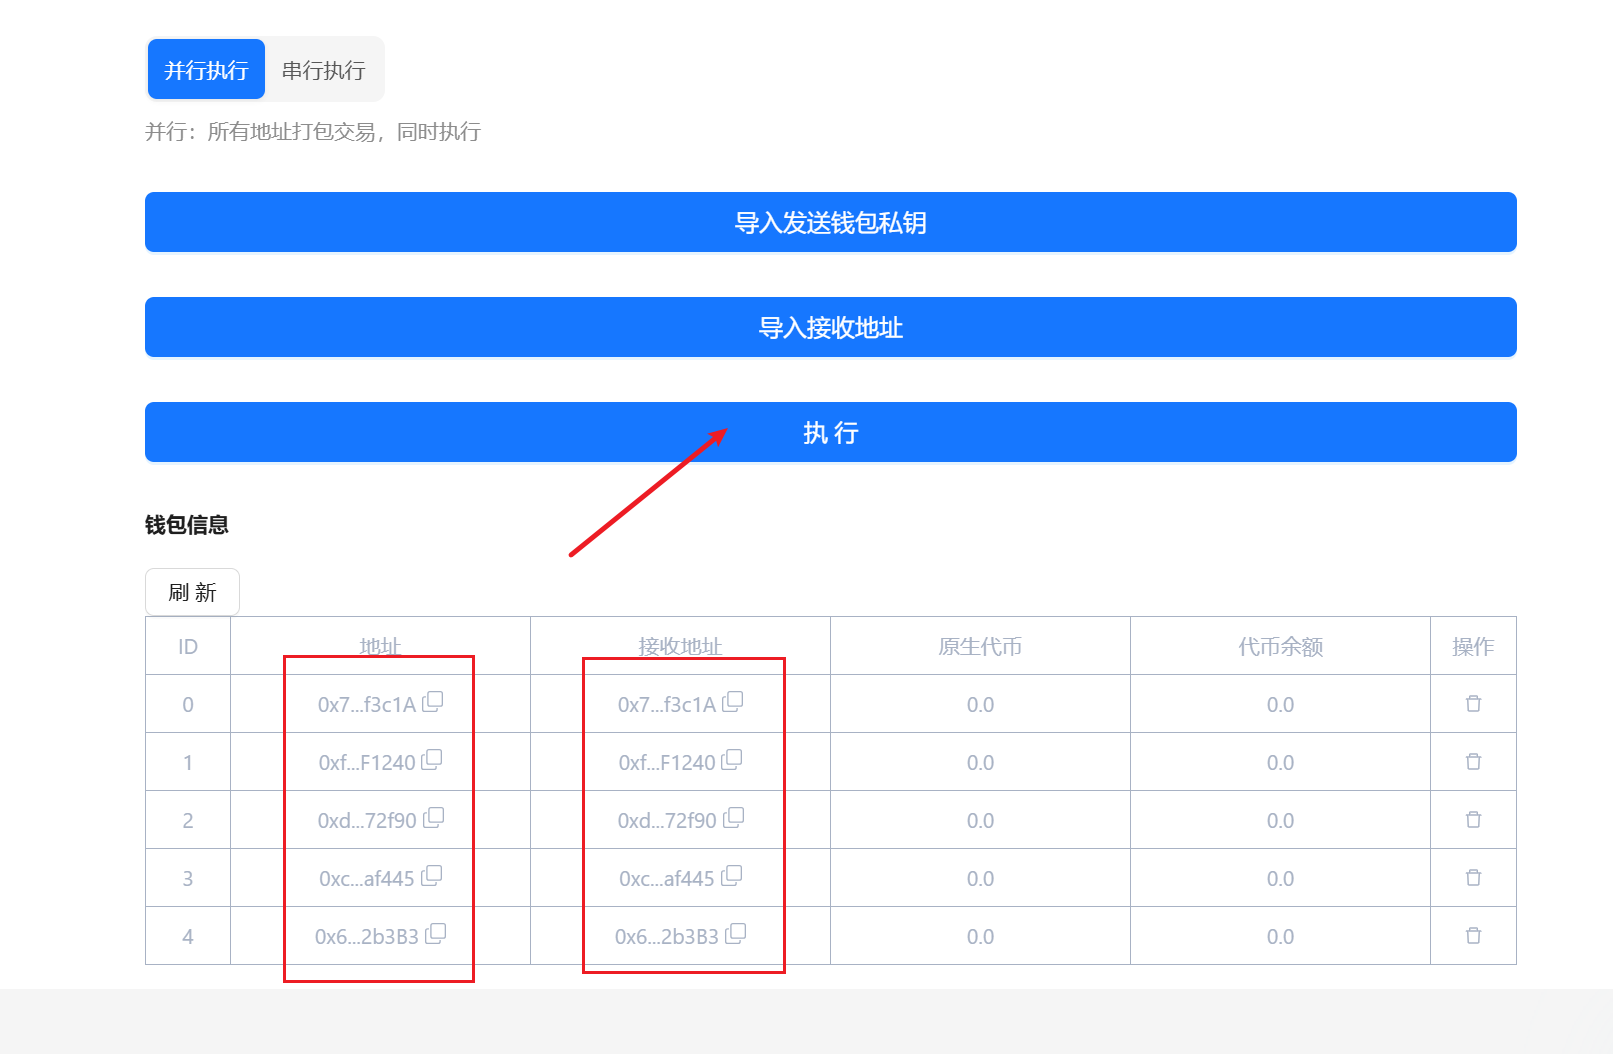 并行执行 串行执行
并行：所有地址打包交易，同时执行
导入发送钱包私钥
导入接收地址
执 行
钱包信息
刷 新
ID 地址 接收地址 原生代币 代币余额 操作
0 0x7...f3c1A 0x7...f3c1A 0.0 0.0
1 0xf...F1240 0xf...F1240 0.0 0.0
2 0xd...72f90 0xd...72f90 0.0 0.0
3 0xc...af445 0xc...af445 0.0 0.0
4 0x6...2b3B3 0x6...2b3B3 0.0 0.0